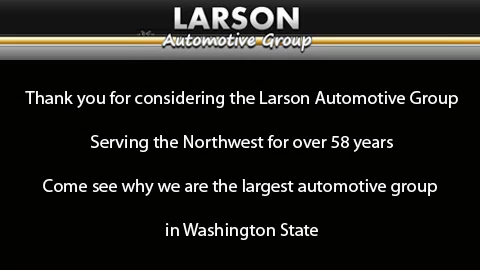 LARSON
Automotive Group
Thank you for considering the Larson Automotive Group
Serving the Northwest for over 58 years
Come see why we are the largest automotive group
in Washington State